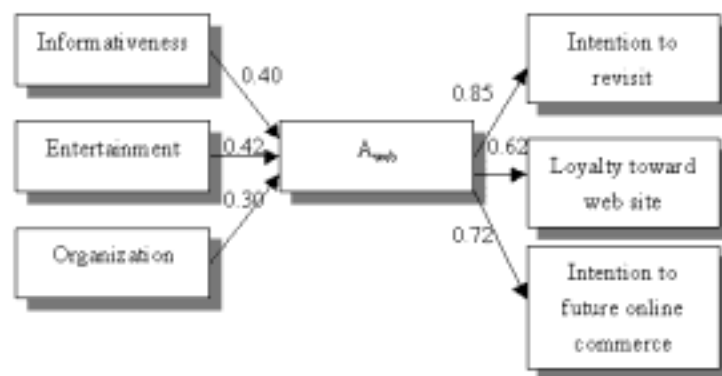 Informativeness
0.40
Entertainment
0.42
Organization
0.30
Aweb
0.85
0.62
0.72
Intention to
revisit
Loyalty toward
web site
Intention to
future online
commerce